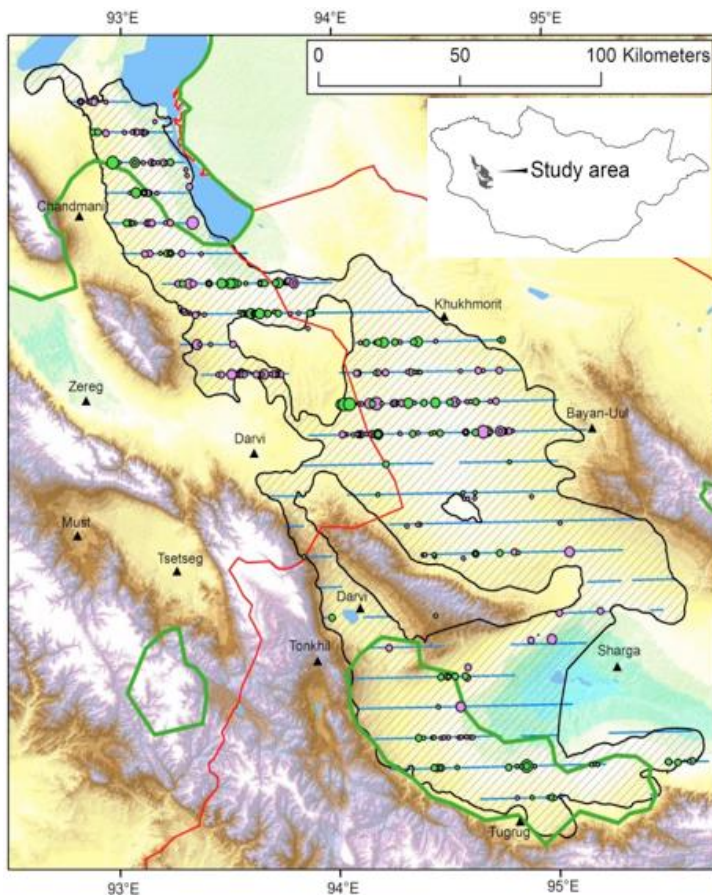 93°E 94°E 95°E
0 50 100 Kilometers
Study area
Chandmani
Khukhmorit
Zereg
Bayan-Uul
Darvi
Must
Tsetseg
Darvi
Tonkhil
Sharga
Tugrug
93°E 94°E 95°E